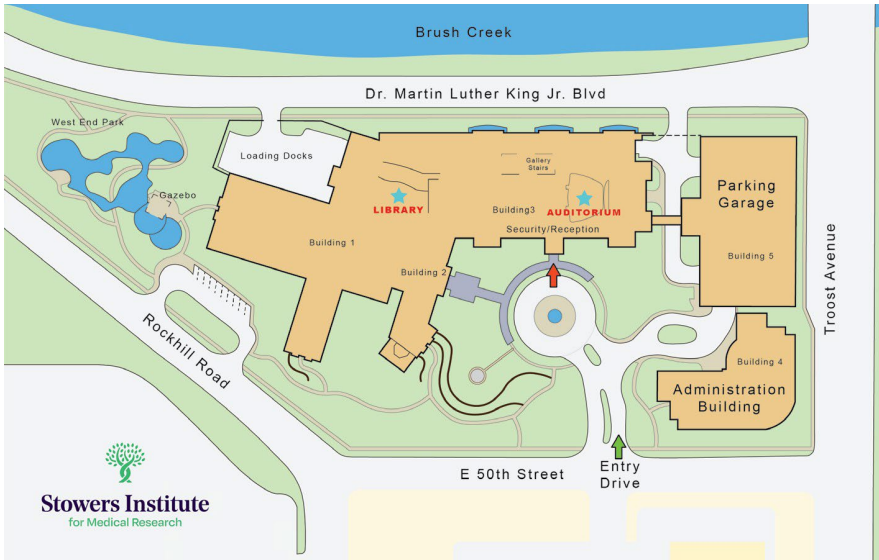 Brush Creek
Dr. Martin Luther King Jr. Blvd
West End Park
Loading Docks
Gallery
Stairs
Gazebo
LIBRARY
Building3
AUDITORIUM
Parking
Garage
Security/Reception
Building 1
Building 2
Building 5
Troost Avenue
Rockhill Road
Building 4
Administration
Building
E 50th Street
Entry
Drive
Stowers Institute
for Medical Research